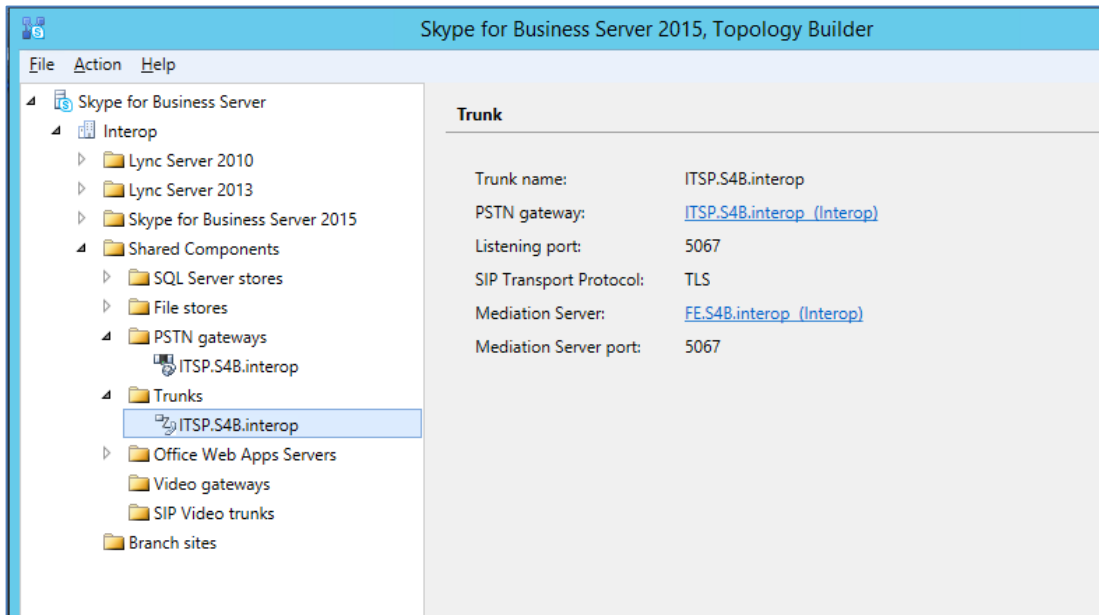 Skype for Business Server 2015, Topology Builder
File Action Help
Skype for Business Server
Interop
Lync Server 2010
Lync Server 2013
Skype for Business Server 2015
Shared Components
SQL Server stores
File stores
PSTN gateways
ITSP.S4B.interop
Trunks
ITSP.S4B.interop
Office Web Apps Servers
Video gateways
SIP Video trunks
Branch sites
Trunk
Trunk name: ITSP.S4B.interop
PSTN gateway: ITSP.S4B.interop (Interop)
Listening port: 5067
SIP Transport Protocol: TLS
Mediation Server: FE.S4B.interop (Interop)
Mediation Server port: 5067